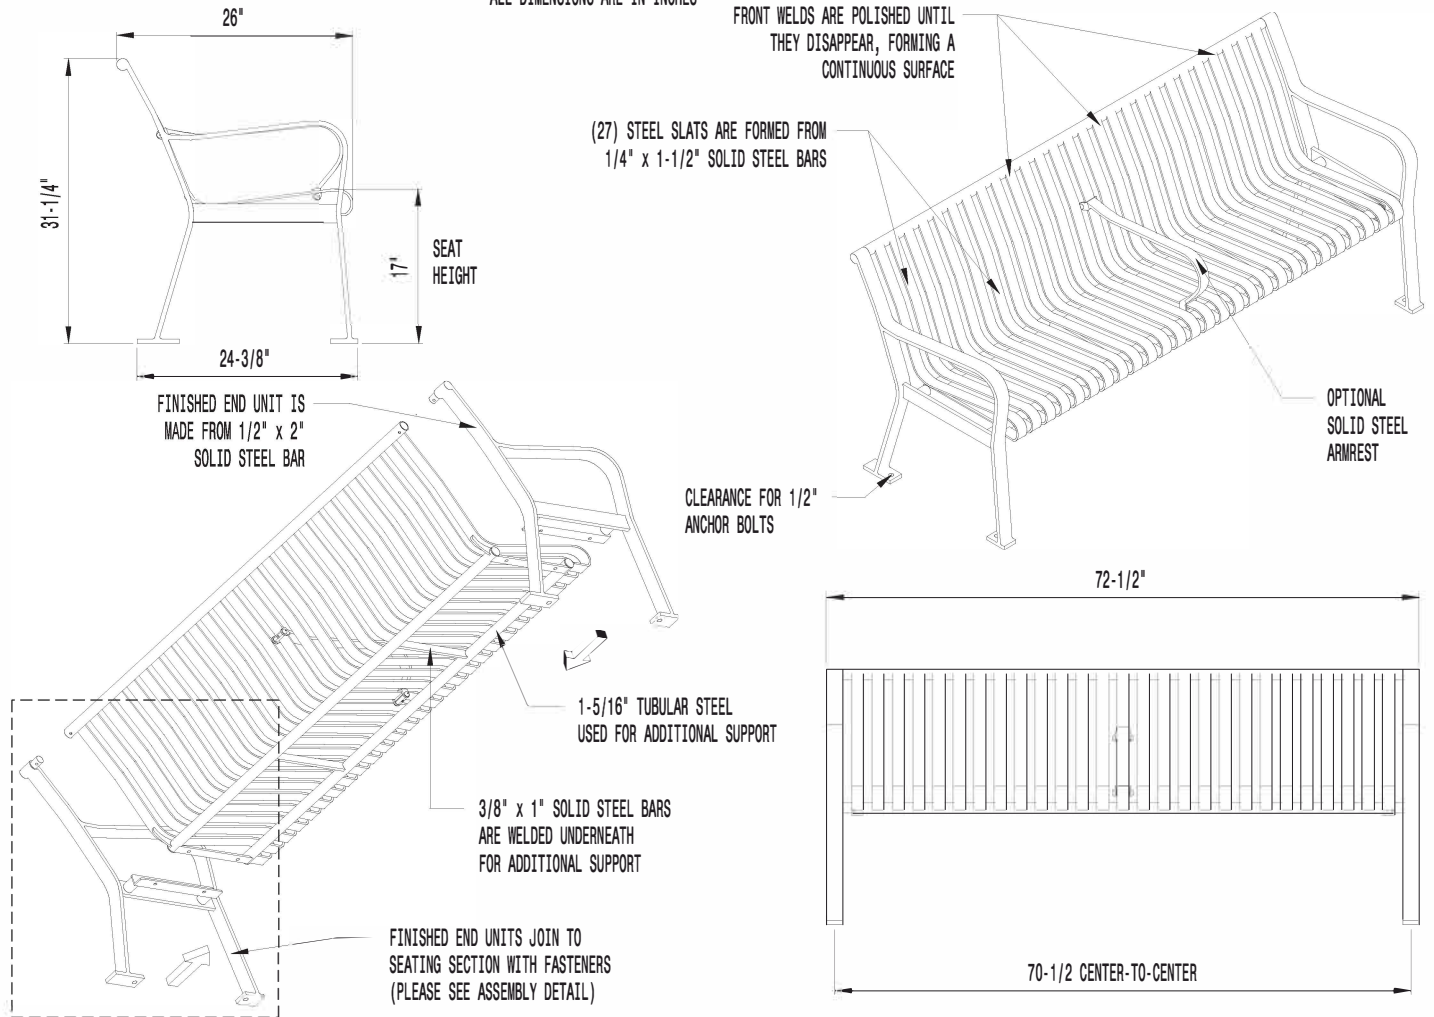 ALL DIMENSIONS ARE IN INCHES
26"
31-1/4"
17"
SEAT
HEIGHT
24-3/8"
FRONT WELDS ARE POLISHED UNTIL
THEY DISAPPEAR, FORMING A
CONTINUOUS SURFACE
(27) STEEL SLATS ARE FORMED FROM
1/4" x 1-1/2" SOLID STEEL BARS
OPTIONAL
SOLID STEEL
ARMREST
CLEARANCE FOR 1/2"
ANCHOR BOLTS
FINISHED END UNIT IS
MADE FROM 1/2" x 2"
SOLID STEEL BAR
1-5/16" TUBULAR STEEL
USED FOR ADDITIONAL SUPPORT
3/8" x 1" SOLID STEEL BARS
ARE WELDED UNDERNEATH
FOR ADDITIONAL SUPPORT
FINISHED END UNITS JOIN TO
SEATING SECTION WITH FASTENERS
(PLEASE SEE ASSEMBLY DETAIL)
72-1/2"
70-1/2 CENTER-TO-CENTER